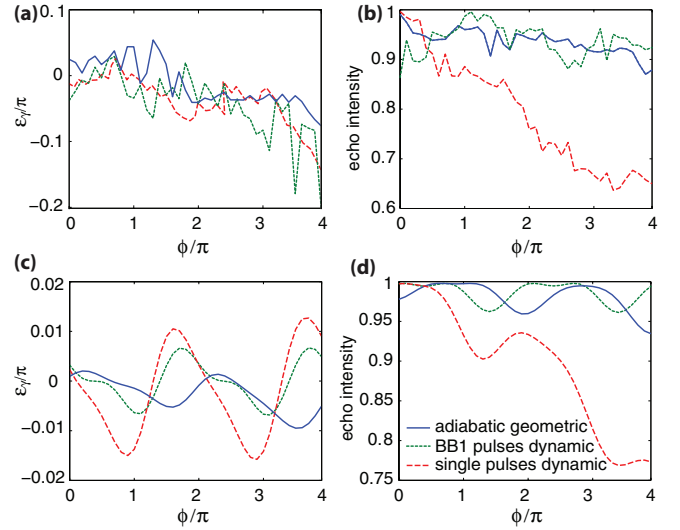 (a)
0.1
0
−0.1
−0.2
εγ/π
0
1
2
3
4
ϕ/π
(b)
1
0.9
0.8
0.7
0.6
echo intensity
0
1
2
3
4
ϕ/π
(c)
0.02
0.01
0
−0.01
−0.02
εγ/π
0
1
2
3
4
ϕ/π
(d)
1
0.95
0.9
0.85
0.8
0.75
echo intensity
adiabatic geometric
BB1 pulses dynamic
single pulses dynamic
0
1
2
3
4
ϕ/π